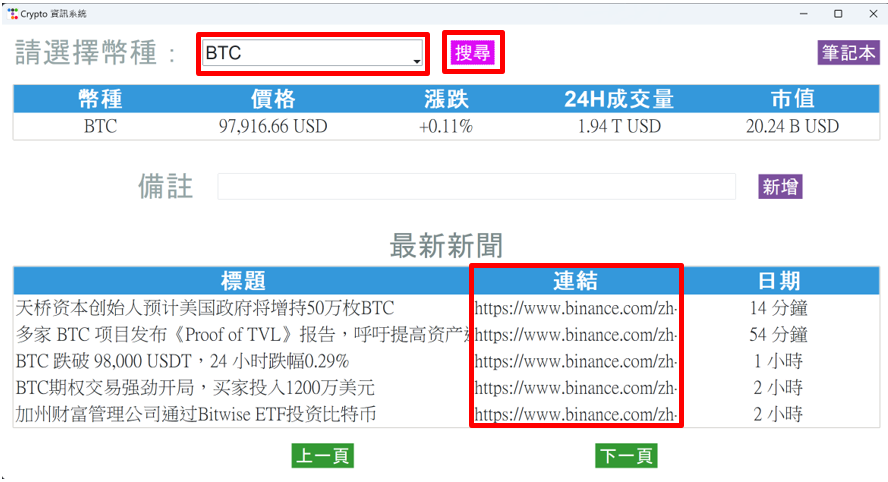 Crypto 資訊系統
請選擇幣種： BTC 搜尋 筆記本
幣種 價格 漲跌 24H成交量 市值
BTC 97,916.66 USD +0.11% 1.94 T USD 20.24 B USD
備註 新增
最新新聞
標題 連結 日期
天桥资本创始人预计美国政府将增持50万枚BTC https://www.binance.com/zh- 14 分鐘
多家 BTC 项目发布《Proof of TVL》报告，呼吁提高资产 https://www.binance.com/zh- 54 分鐘
BTC 跌破 98,000 USDT，24 小时跌幅0.29% https://www.binance.com/zh- 1 小時
BTC期权交易强劲开局，买家投入1200万美元 https://www.binance.com/zh- 2 小時
加州财富管理公司通过Bitwise ETF投资比特币 https://www.binance.com/zh- 2 小時
上一頁 下一頁